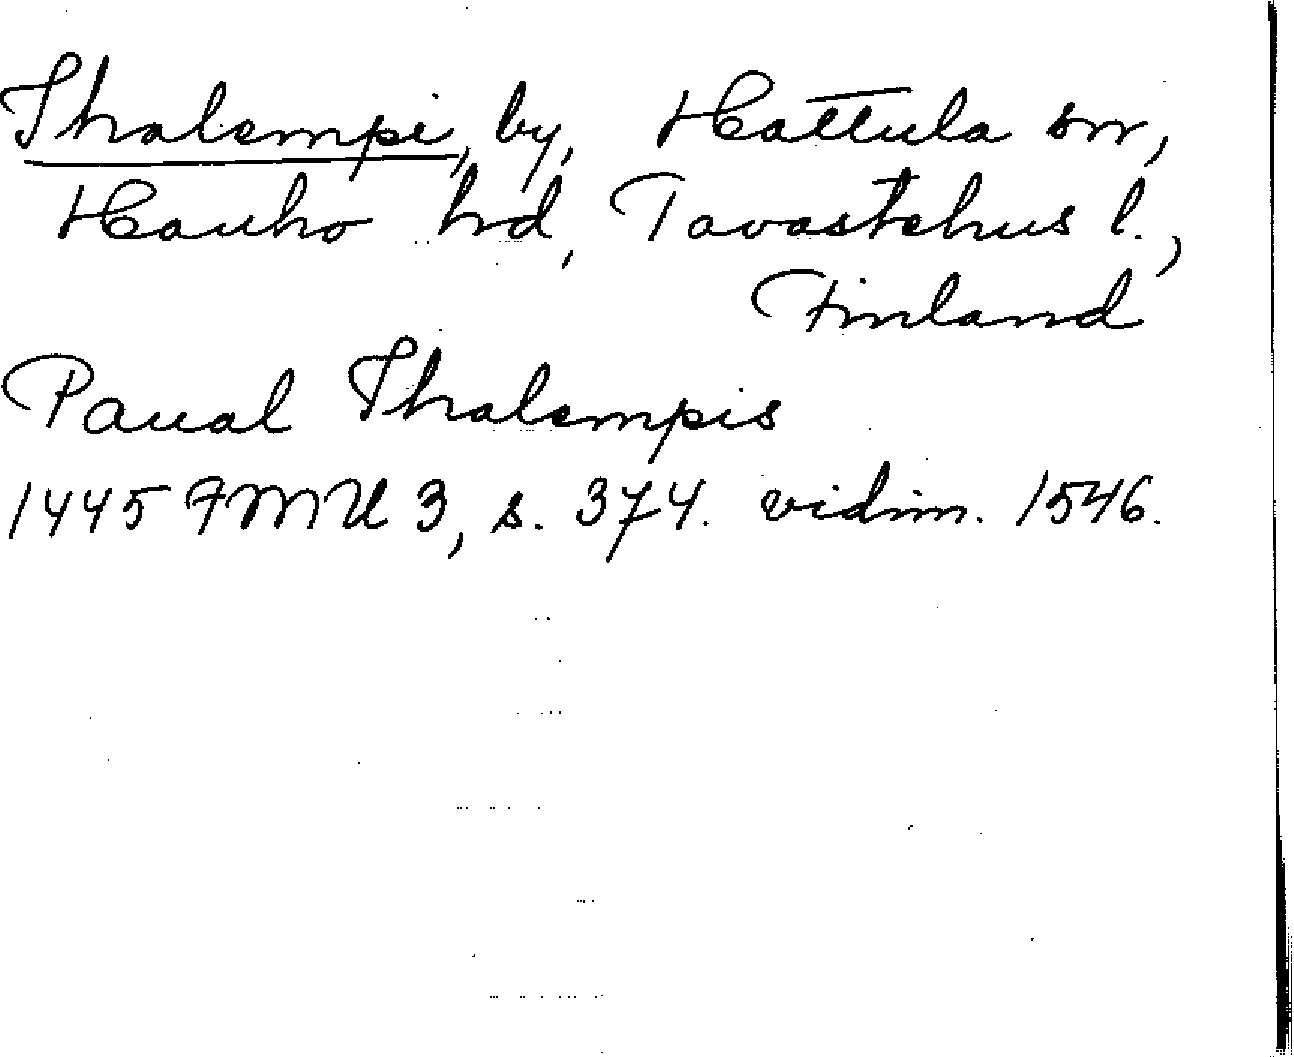 Thalempi, by, Hattula sn,
Hauho hd, Tavastehus l.,
Finland
Paual Thalempis
1445 FMU 3, s. 374. vidim. 1546.